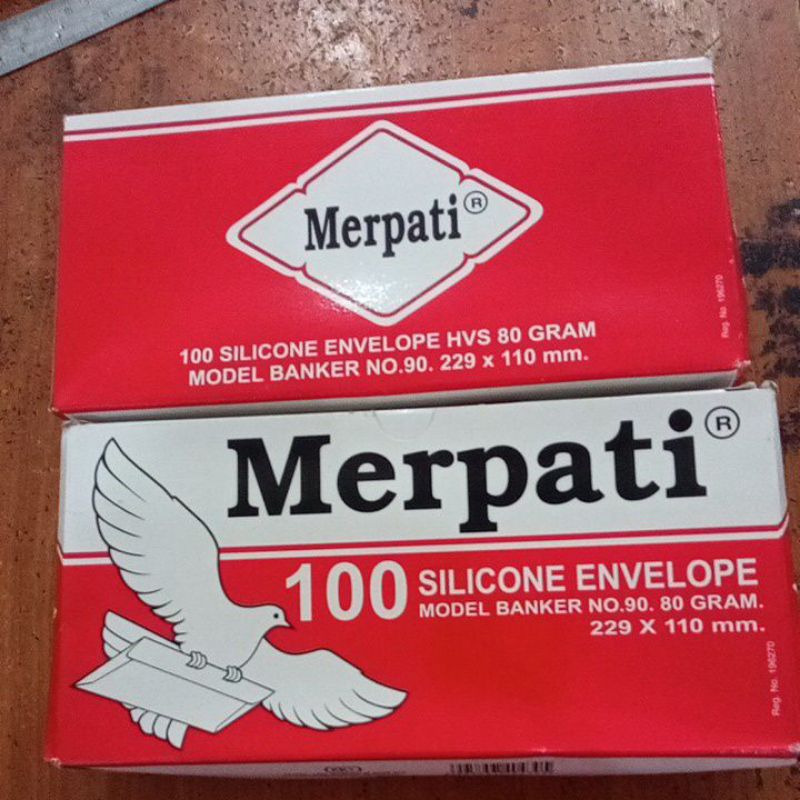 Merpati®
100 SILICONE ENVELOPE HVS 80 GRAM
MODEL BANKER NO.90. 229 x 110 mm.
Reg. No. 196270
Merpati®
100 SILICONE ENVELOPE
MODEL BANKER NO.90. 80 GRAM.
229 X 110 mm.
Reg. No. 196270